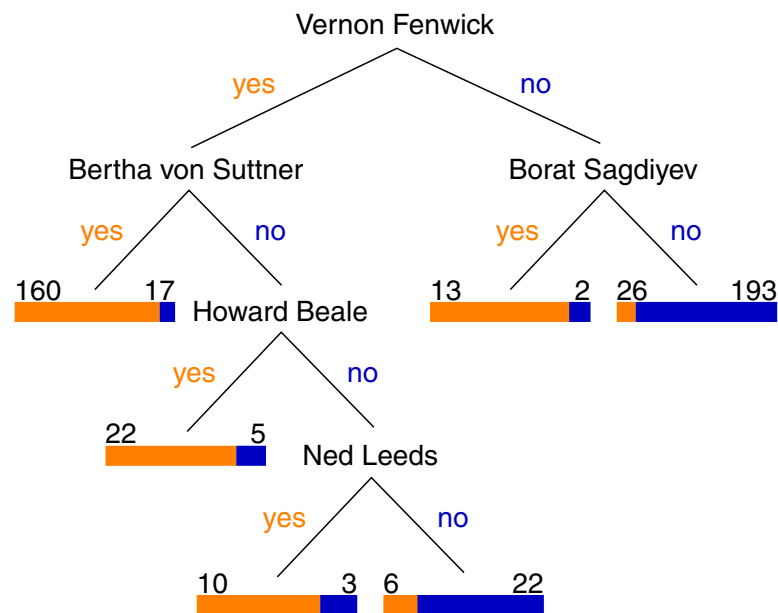 Vernon Fenwick
yes no
Bertha von Suttner Borat Sagdiyev
yes no yes no
160 17 13 2 26 193
Howard Beale
yes no
22 5
Ned Leeds
yes no
10 3 6 22